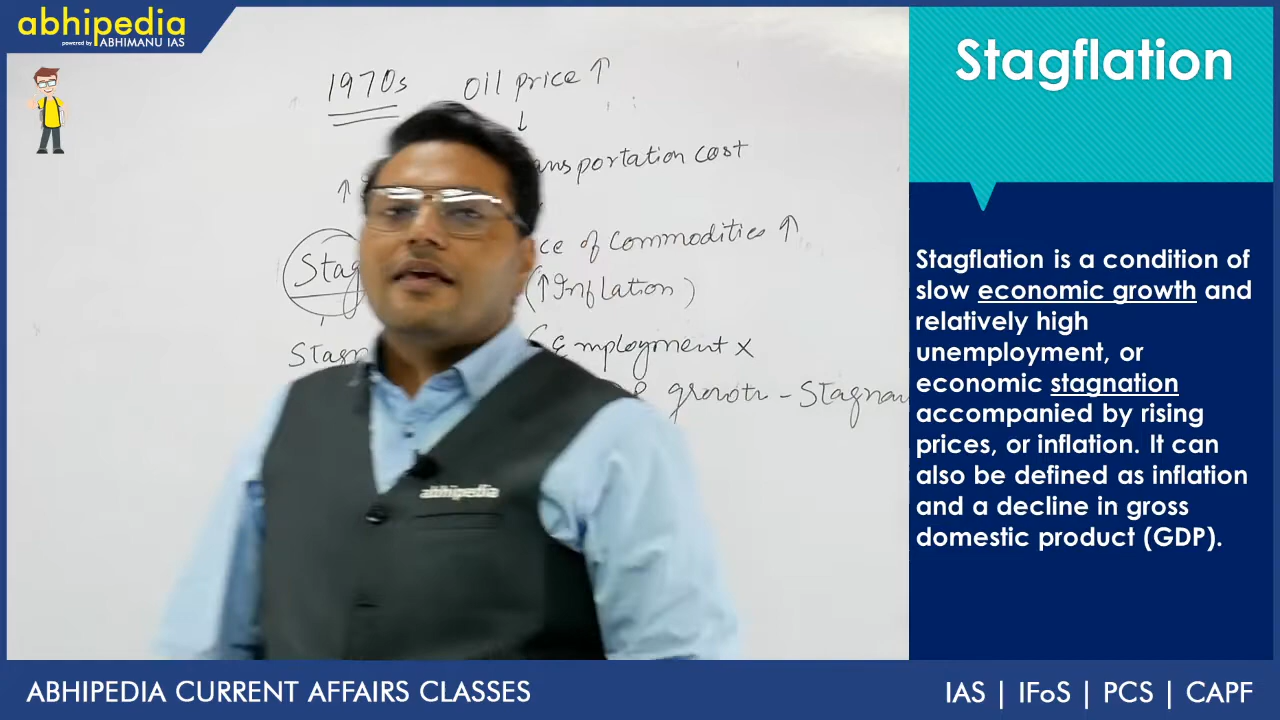 abhipedia
powered by ABHIMANU IAS
1970s oil price ↑
↓
ansportation cost
↑
ce of Commodities ↑
Stag
(↑ Inflation)
Stagn
Employment x
growth - Stagnan
abhipedia
Stagflation
Stagflation is a condition of
slow economic growth and
relatively high
unemployment, or
economic stagnation
accompanied by rising
prices, or inflation. It can
also be defined as inflation
and a decline in gross
domestic product (GDP).
ABHIPEDIA CURRENT AFFAIRS CLASSES
IAS | IFoS | PCS | CAPF